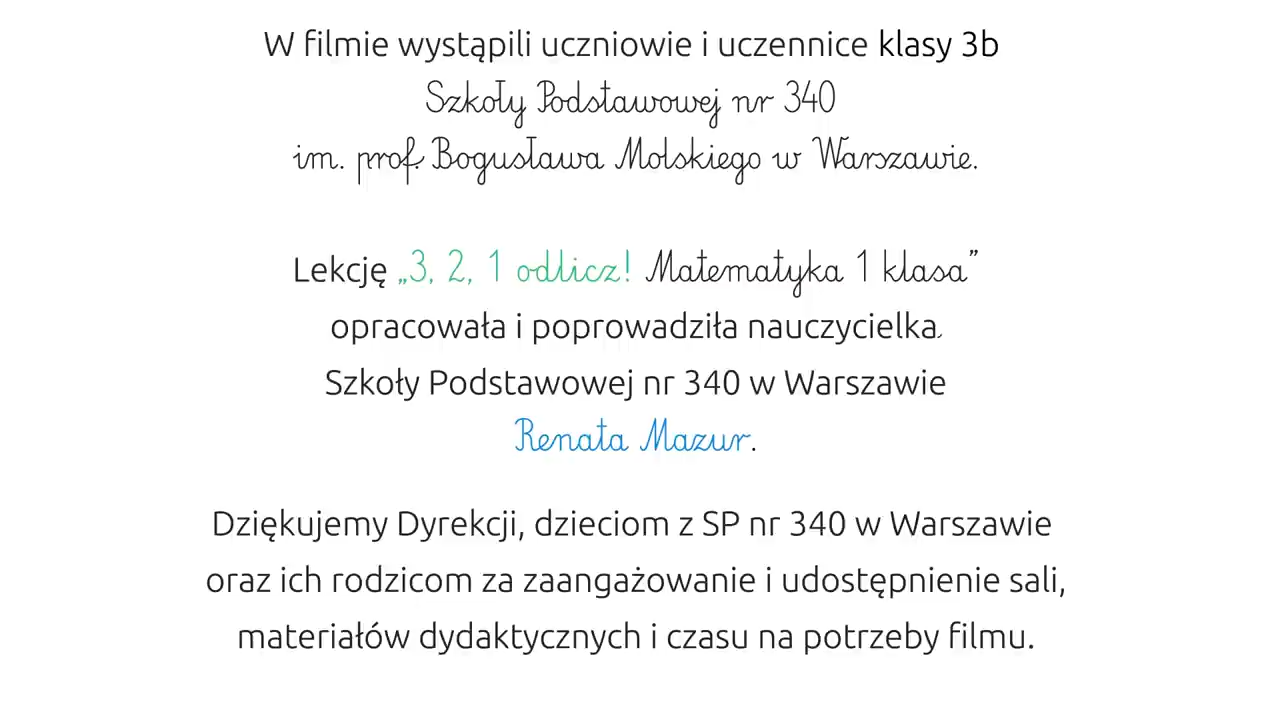 W filmie wystąpili uczniowie i uczennice klasy 3b
Szkoły Podstawowej nr 340
im. prof. Bogusława Molskiego w Warszawie.
Lekcję „3, 2, 1 odlicz! Matematyka 1 klasa”
opracowała i poprowadziła nauczycielka
Szkoły Podstawowej nr 340 w Warszawie
Renata Mazur.
Dziękujemy Dyrekcji, dzieciom z SP nr 340 w Warszawie
oraz ich rodzicom za zaangażowanie i udostępnienie sali,
materiałów dydaktycznych i czasu na potrzeby filmu.